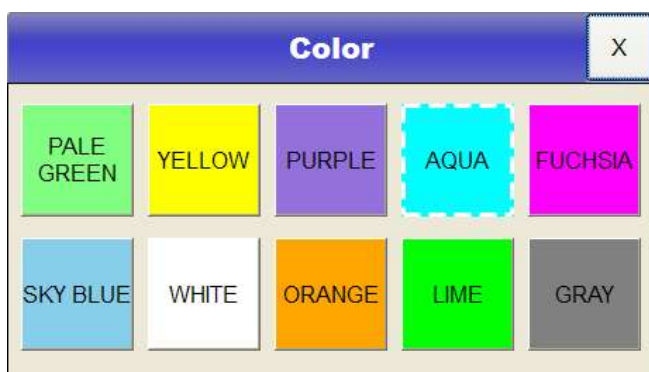 Color
X
PALE
GREEN
YELLOW
PURPLE
AQUA
FUCHSIA
SKY BLUE
WHITE
ORANGE
LIME
GRAY